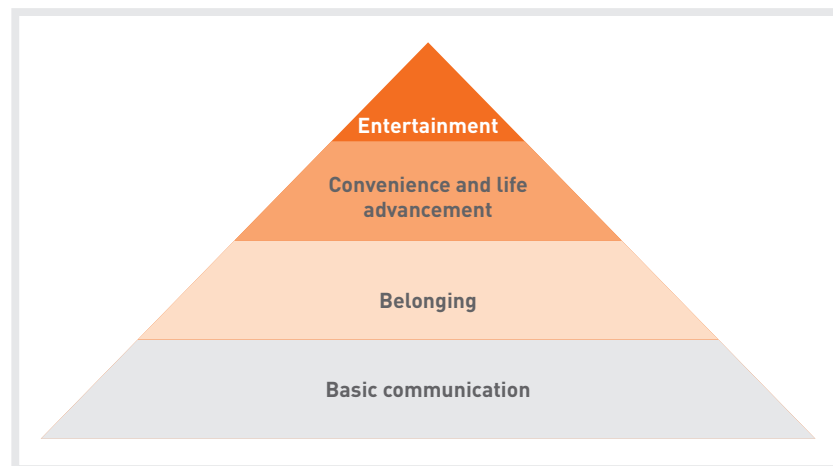 Entertainment
Convenience and life
advancement
Belonging
Basic communication